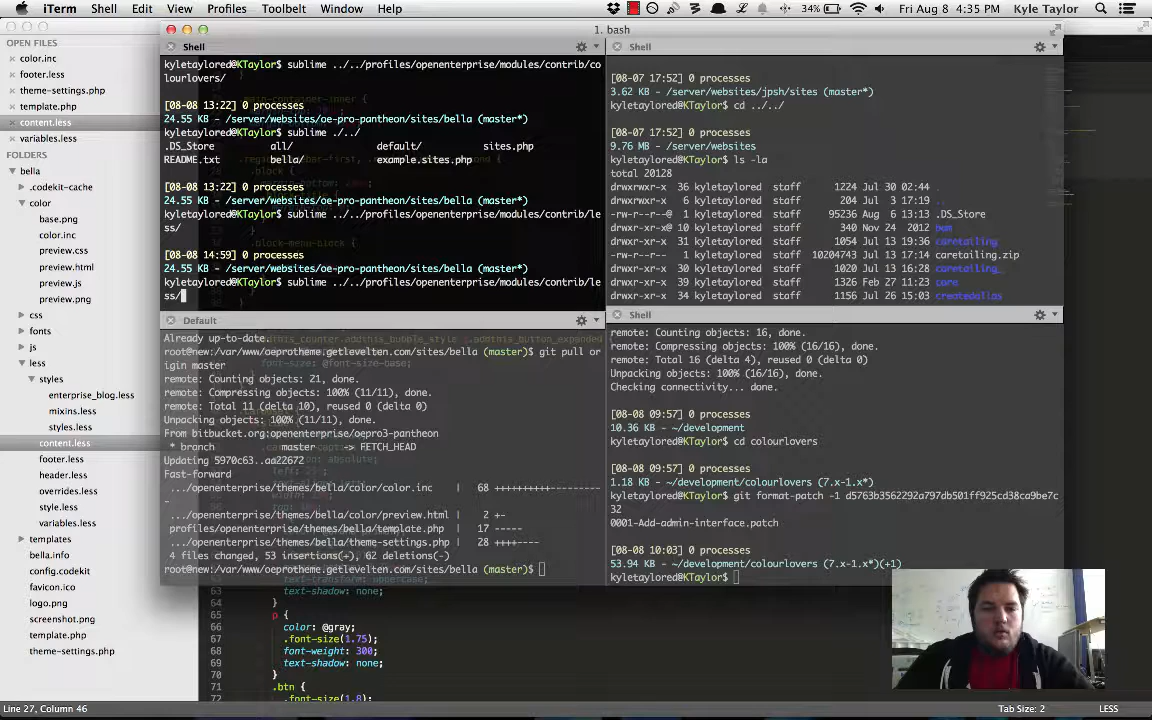 iTerm Shell Edit View Profiles Toolbelt Window Help
34% Fri Aug 8 4:35 PM Kyle Taylor
OPEN FILES
color.inc
footer.less
theme-settings.php
template.php
content.less
variables.less
FOLDERS
bella
.codekit-cache
color
base.png
color.inc
preview.css
preview.html
preview.js
preview.png
css
fonts
js
less
styles
enterprise_blog.less
mixins.less
styles.less
content.less
footer.less
header.less
overrides.less
style.less
variables.less
templates
bella.info
config.codekit
favicon.ico
logo.png
screenshot.png
template.php
theme-settings.php
1. bash
Shell
kyletaylored@KTaylor$ sublime ../../profiles/openenterprise/modules/contrib/co
lourlovers/
[08-08 13:22] 0 processes
24.55 KB - /server/websites/oe-pro-pantheon/sites/bella (master*)
kyletaylored@KTaylor$ sublime ./../
.DS_Store all/ default/ sites.php
README.txt bella/ example.sites.php
[08-08 13:22] 0 processes
24.55 KB - /server/websites/oe-pro-pantheon/sites/bella (master*)
kyletaylored@KTaylor$ sublime ../../profiles/openenterprise/modules/contrib/le
ss/
.block-menu-block {
[08-08 14:59] 0 processes
24.55 KB - /server/websites/oe-pro-pantheon/sites/bella (master*)
kyletaylored@KTaylor$ sublime ../../profiles/openenterprise/modules/contrib/le
ss/
Shell
[08-07 17:52] 0 processes
3.62 KB - /server/websites/jpsh/sites (master*)
kyletaylored@KTaylor$ cd ../../
[08-07 17:52] 0 processes
9.76 MB - /server/websites
kyletaylored@KTaylor$ ls -la
total 20128
drwxrwxr-x 36 kyletaylored staff 1224 Jul 30 02:44 .
drwxr-xr-x 6 kyletaylored staff 204 Jul 3 17:19 ..
-rw-r--r--@ 1 kyletaylored staff 95236 Aug 6 13:13 .DS_Store
drwxr-xr-x@ 10 kyletaylored staff 340 Nov 24 2012
drwxr-xr-x 31 kyletaylored staff 1054 Jul 13 19:36 caretailing
-rw-r--r-- 1 kyletaylored staff 10204743 Jul 13 17:14 caretailing.zip
drwxr-xr-x 30 kyletaylored staff 1020 Jul 13 16:28 caretailing_
drwxr-xr-x 39 kyletaylored staff 1326 Feb 27 11:23 core
drwxr-xr-x 34 kyletaylored staff 1156 Jul 26 15:03 createdallas
Default
Already up-to-date.
root@new:/var/www/oeprotheme.getlevelten.com/sites/bella (master)$ git pull or
igin master
remote: Counting objects: 21, done.
remote: Compressing objects: 100% (11/11), done.
remote: Total 11 (delta 10), reused 0 (delta 0)
Unpacking objects: 100% (11/11), done.
From bitbucket.org:openenterprise/oepro3-pantheon
* branch master -> FETCH_HEAD
Updating 5970c63..aa22672
Fast-forward
.../openenterprise/themes/bella/color/color.inc | 68 ++++++++++---------
-
.../openenterprise/themes/bella/color/preview.html | 2 +-
profiles/openenterprise/themes/bella/template.php | 17 -----
.../openenterprise/themes/bella/theme-settings.php | 28 ++++----
4 files changed, 53 insertions(+), 62 deletions(-)
root@new:/var/www/oeprotheme.getlevelten.com/sites/bella (master)$
Shell
remote: Counting objects: 16, done.
remote: Compressing objects: 100% (16/16), done.
remote: Total 16 (delta 4), reused 0 (delta 0)
Unpacking objects: 100% (16/16), done.
Checking connectivity... done.
[08-08 09:57] 0 processes
10.36 KB - ~/development
kyletaylored@KTaylor$ cd colourlovers
[08-08 09:57] 0 processes
1.18 KB - ~/development/colourlovers (7.x-1.x*)
kyletaylored@KTaylor$ git format-patch -1 d5763b3562292a797db501ff925cd38ca9be7c
32
0001-Add-admin-interface.patch
[08-08 10:03] 0 processes
53.94 KB - ~/development/colourlovers (7.x-1.x*)(+1)
kyletaylored@KTaylor$
text-transform: uppercase;
63 text-shadow: none;
64 }
65 p {
66 color: @gray;
67 .font-size(1.75);
68 font-weight: 300;
69 text-shadow: none;
70 }
71 .btn {
72 .font-size(1.8);
Line 27, Column 46
Tab Size: 2 LESS